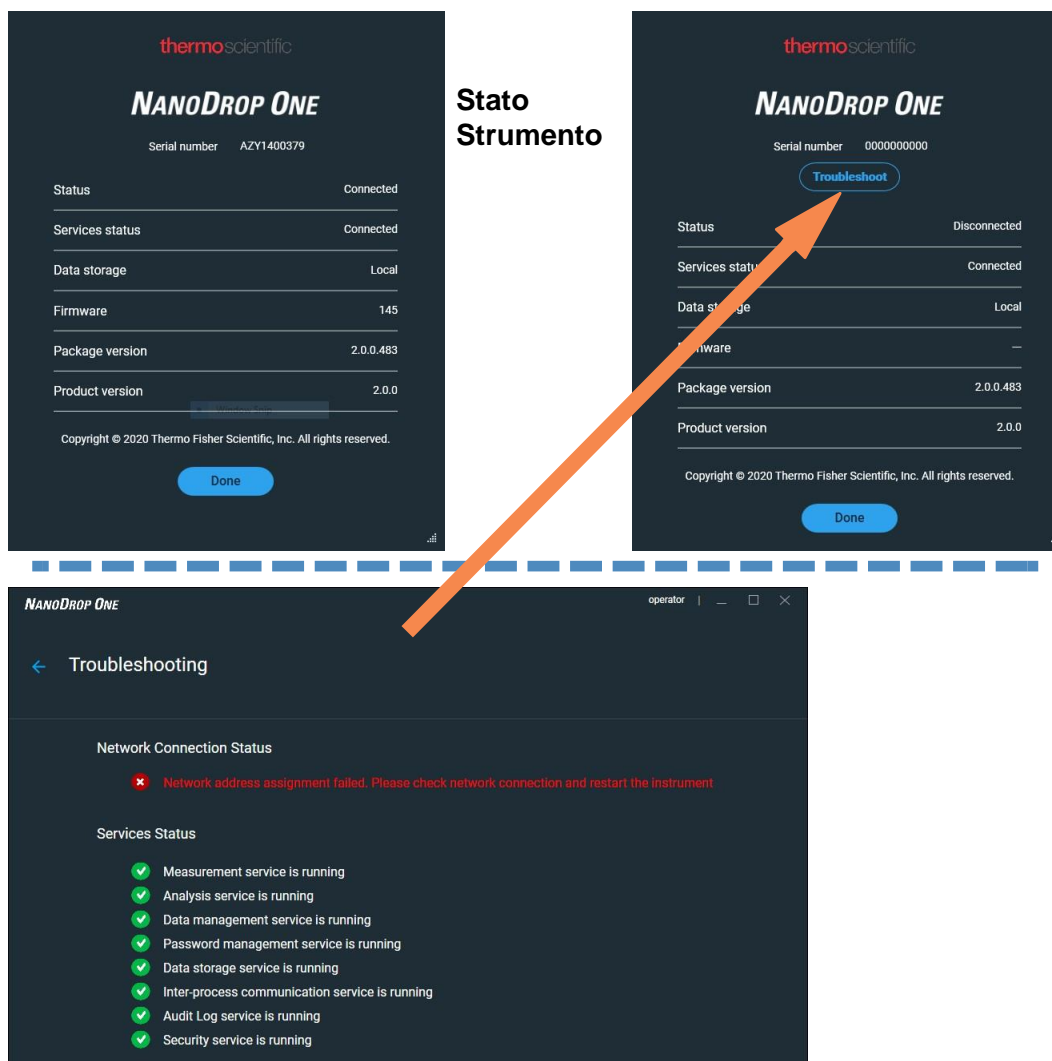 thermoscientific
NANODROP ONE
Serial number AZY1400379
Status Connected
Services status Connected
Data storage Local
Firmware 145
Package version 2.0.0.483
Product version 2.0.0
Window Snip
Copyright © 2020 Thermo Fisher Scientific, Inc. All rights reserved.
Done
Stato
Strumento
thermoscientific
NANODROP ONE
Serial number 0000000000
Troubleshoot
Status Disconnected
Services status Connected
Data storage Local
Firmware —
Package version 2.0.0.483
Product version 2.0.0
Copyright © 2020 Thermo Fisher Scientific, Inc. All rights reserved.
Done
NANODROP ONE operator |
Troubleshooting
Network Connection Status
Network address assignment failed. Please check network connection and restart the instrument
Services Status
Measurement service is running
Analysis service is running
Data management service is running
Password management service is running
Data storage service is running
Inter-process communication service is running
Audit Log service is running
Security service is running